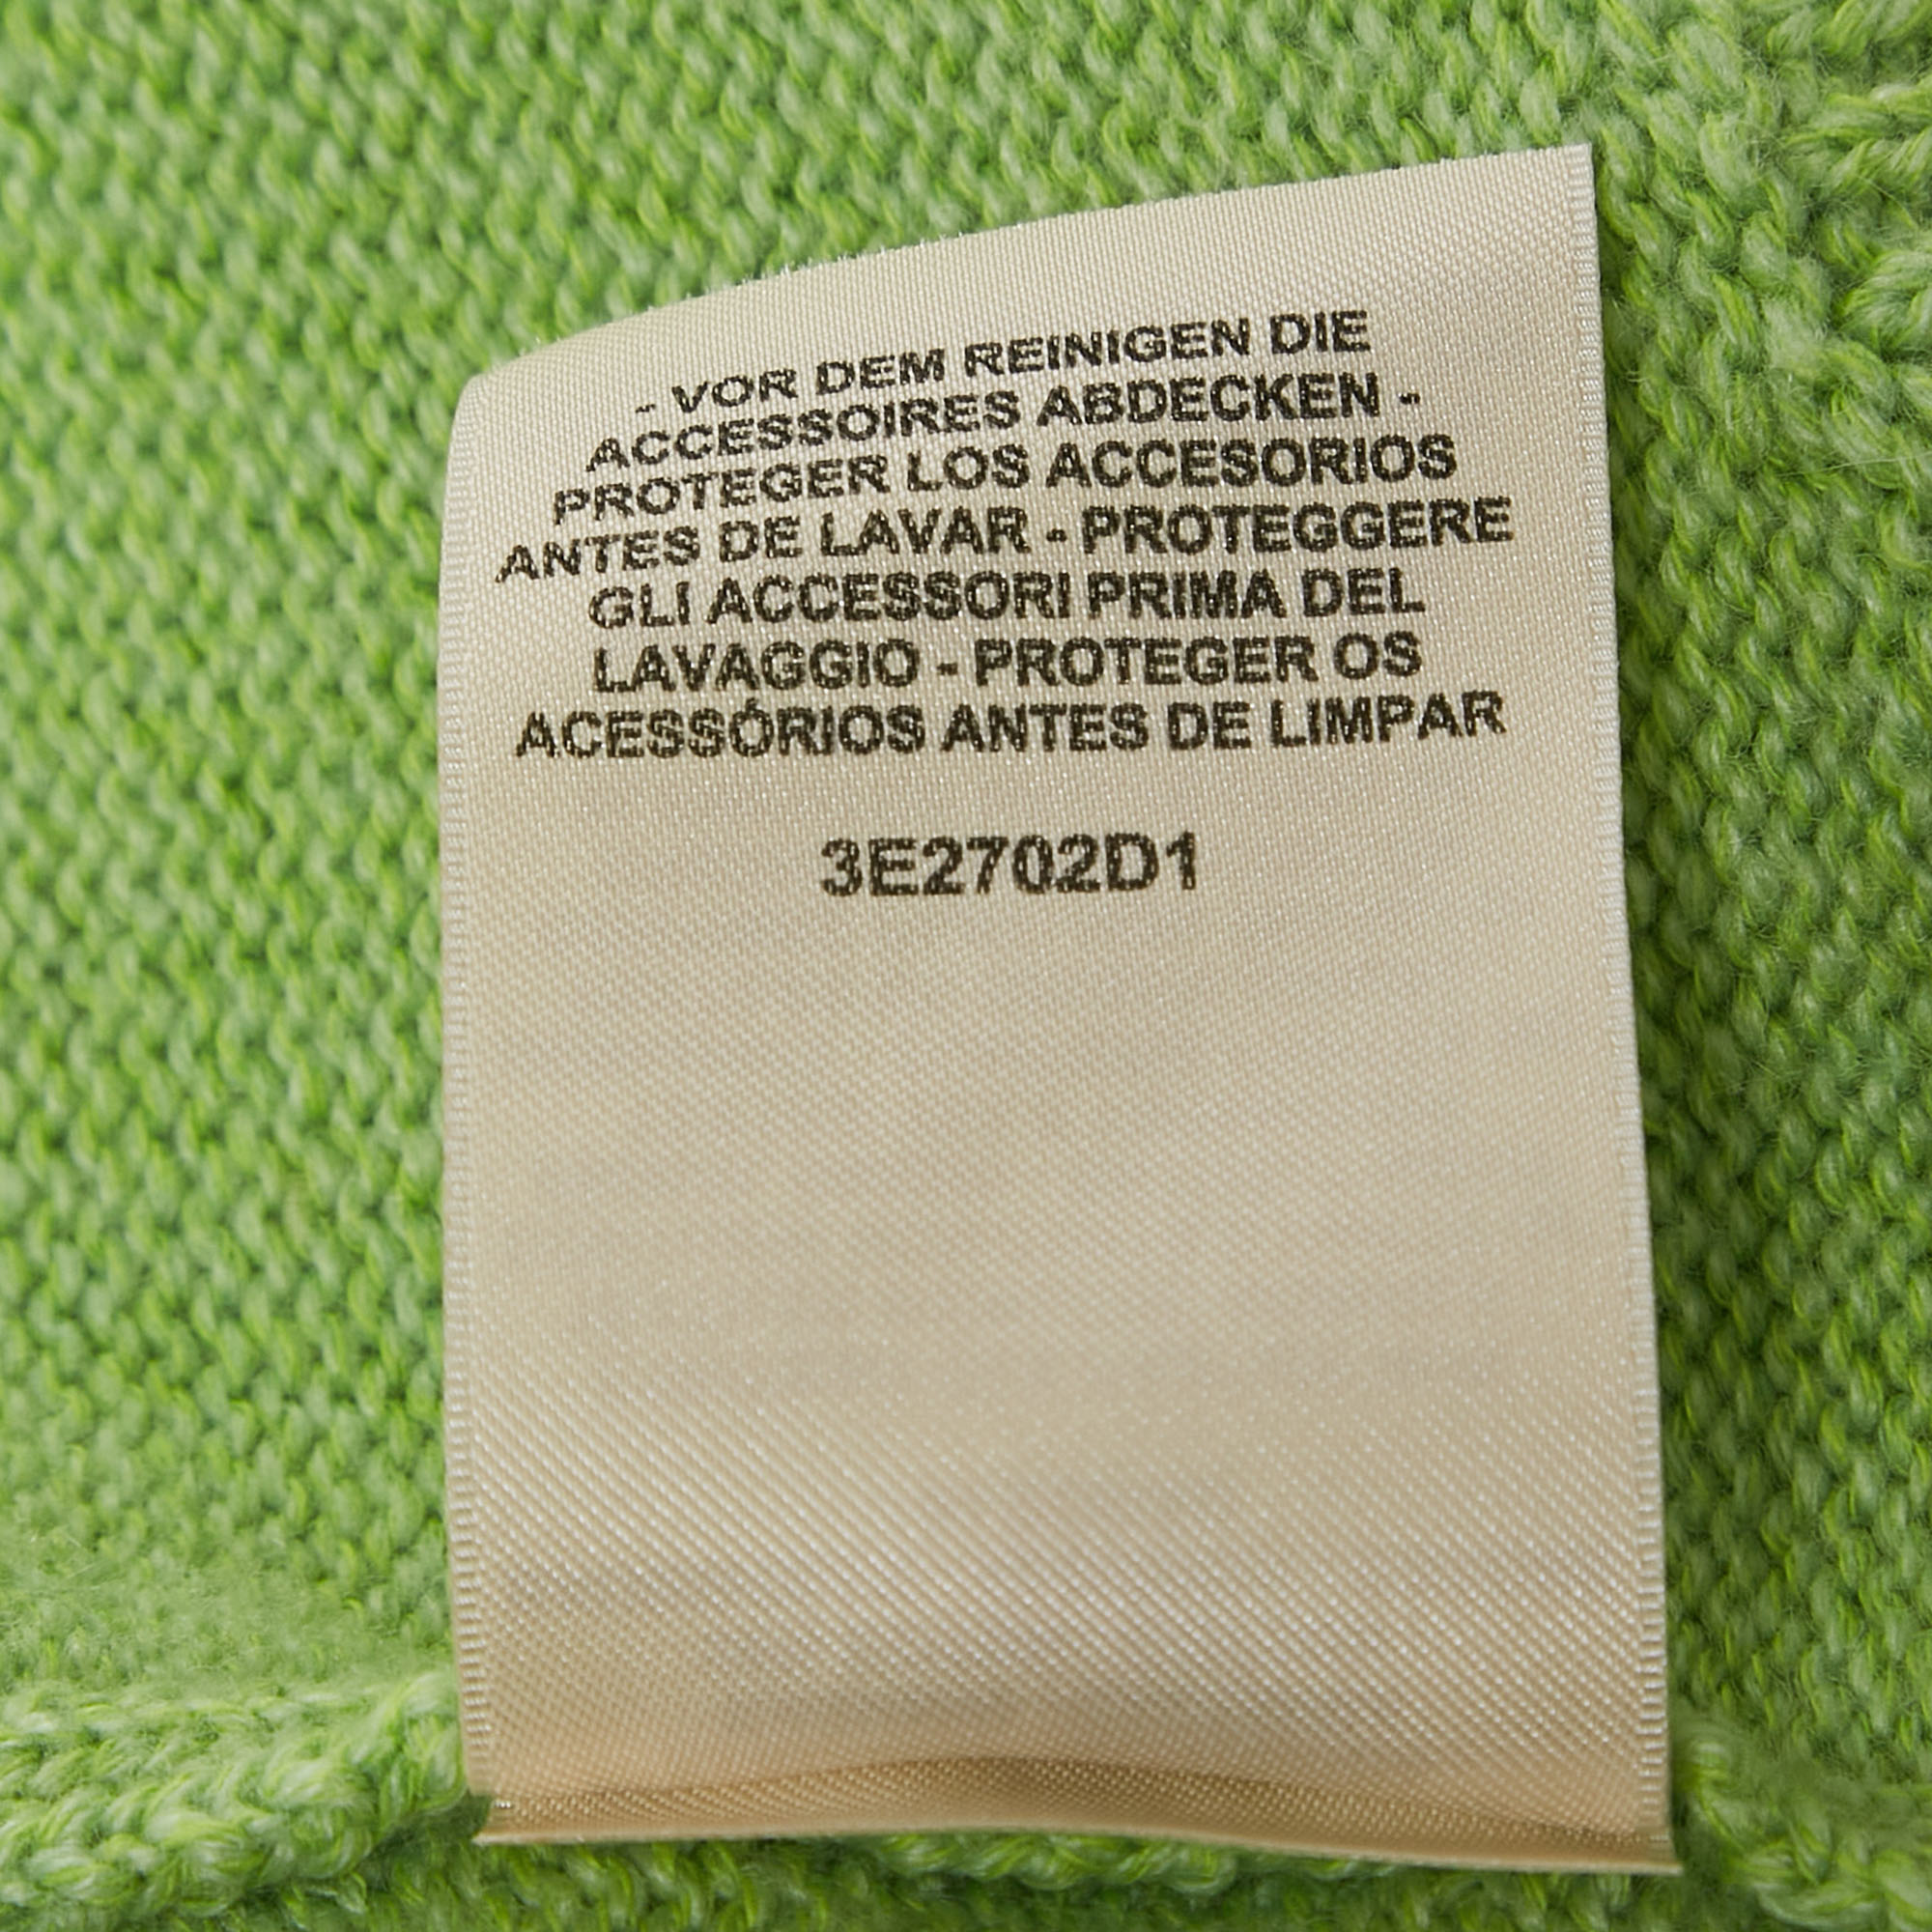 - VOR DEM REINIGEN DIE
ACCESSOIRES ABDECKEN -
PROTEGER LOS ACCESORIOS
ANTES DE LAVAR - PROTEGGERE
GLI ACCESSORI PRIMA DEL
LAVAGGIO - PROTEGER OS
ACESSÓRIOS ANTES DE LIMPAR
3E2702D1